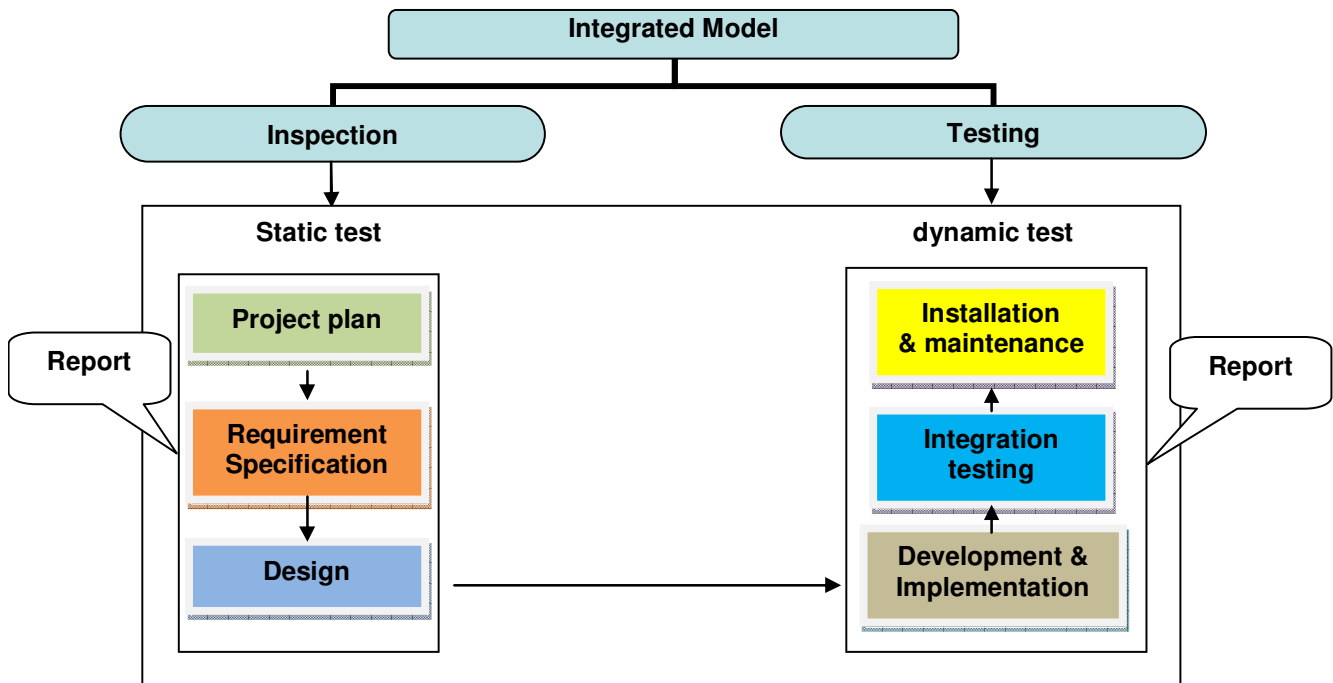 Integrated Model
Inspection
Testing
Static test
dynamic test
Project plan
Installation
& maintenance
Report
Report
Requirement
Specification
Integration
testing
Design
Development &
Implementation